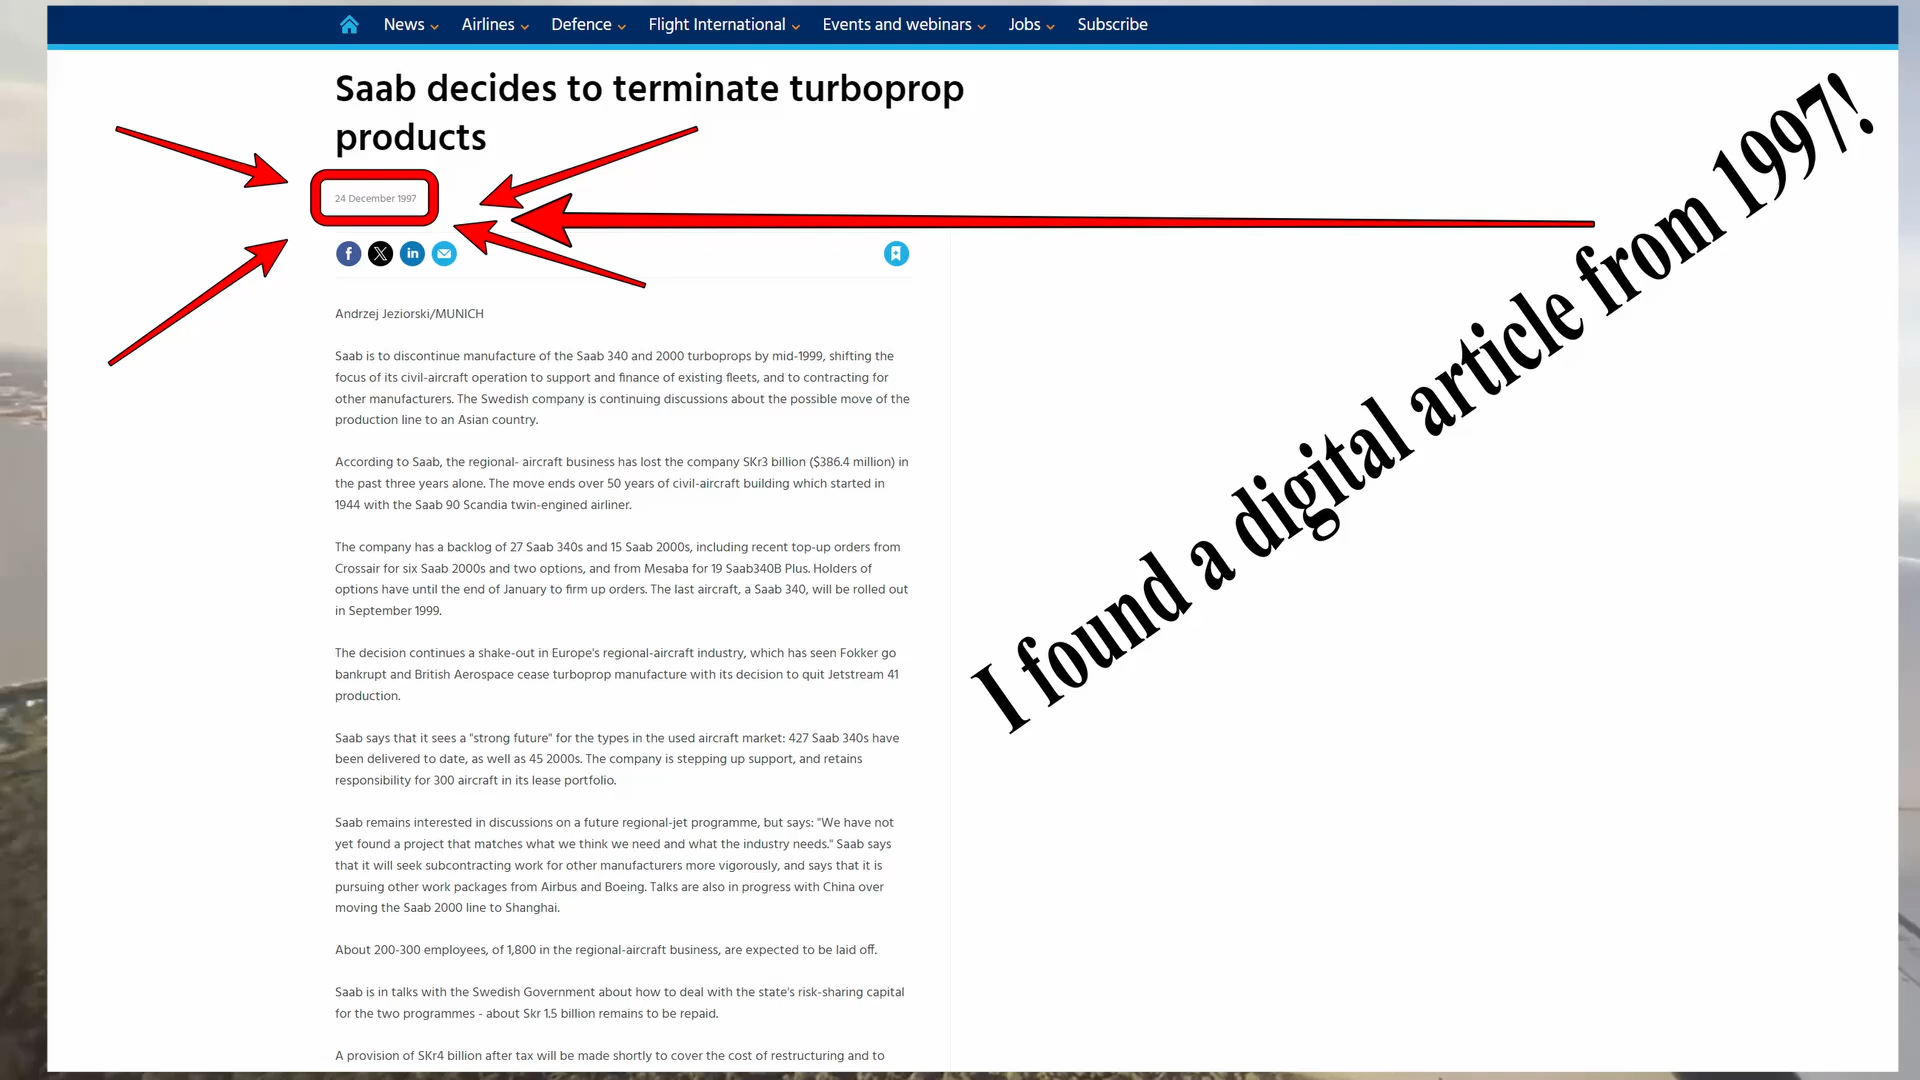 News Airlines Defence Flight International Events and webinars Jobs Subscribe
Saab decides to terminate turboprop
products
24 December 1997
Andrzej Jeziorski/MUNICH
Saab is to discontinue manufacture of the Saab 340 and 2000 turboprops by mid-1999, shifting the
focus of its civil-aircraft operation to support and finance of existing fleets, and to contracting for
other manufacturers. The Swedish company is continuing discussions about the possible move of the
production line to an Asian country.
According to Saab, the regional- aircraft business has lost the company SKr3 billion ($386.4 million) in
the past three years alone. The move ends over 50 years of civil-aircraft building which started in
1944 with the Saab 90 Scandia twin-engined airliner.
The company has a backlog of 27 Saab 340s and 15 Saab 2000s, including recent top-up orders from
Crossair for six Saab 2000s and two options, and from Mesaba for 19 Saab340B Plus. Holders of
options have until the end of January to firm up orders. The last aircraft, a Saab 340, will be rolled out
in September 1999.
The decision continues a shake-out in Europe's regional-aircraft industry, which has seen Fokker go
bankrupt and British Aerospace cease turboprop manufacture with its decision to quit Jetstream 41
production.
Saab says that it sees a "strong future" for the types in the used aircraft market: 427 Saab 340s have
been delivered to date, as well as 45 2000s. The company is stepping up support, and retains
responsibility for 300 aircraft in its lease portfolio.
Saab remains interested in discussions on a future regional-jet programme, but says: "We have not
yet found a project that matches what we think we need and what the industry needs." Saab says
that it will seek subcontracting work for other manufacturers more vigorously, and says that it is
pursuing other work packages from Airbus and Boeing. Talks are also in progress with China over
moving the Saab 2000 line to Shanghai.
About 200-300 employees, of 1,800 in the regional-aircraft business, are expected to be laid off.
Saab is in talks with the Swedish Government about how to deal with the state's risk-sharing capital
for the two programmes - about Skr 1.5 billion remains to be repaid.
A provision of SKr4 billion after tax will be made shortly to cover the cost of restructuring and to
I found a digital article from 1997!